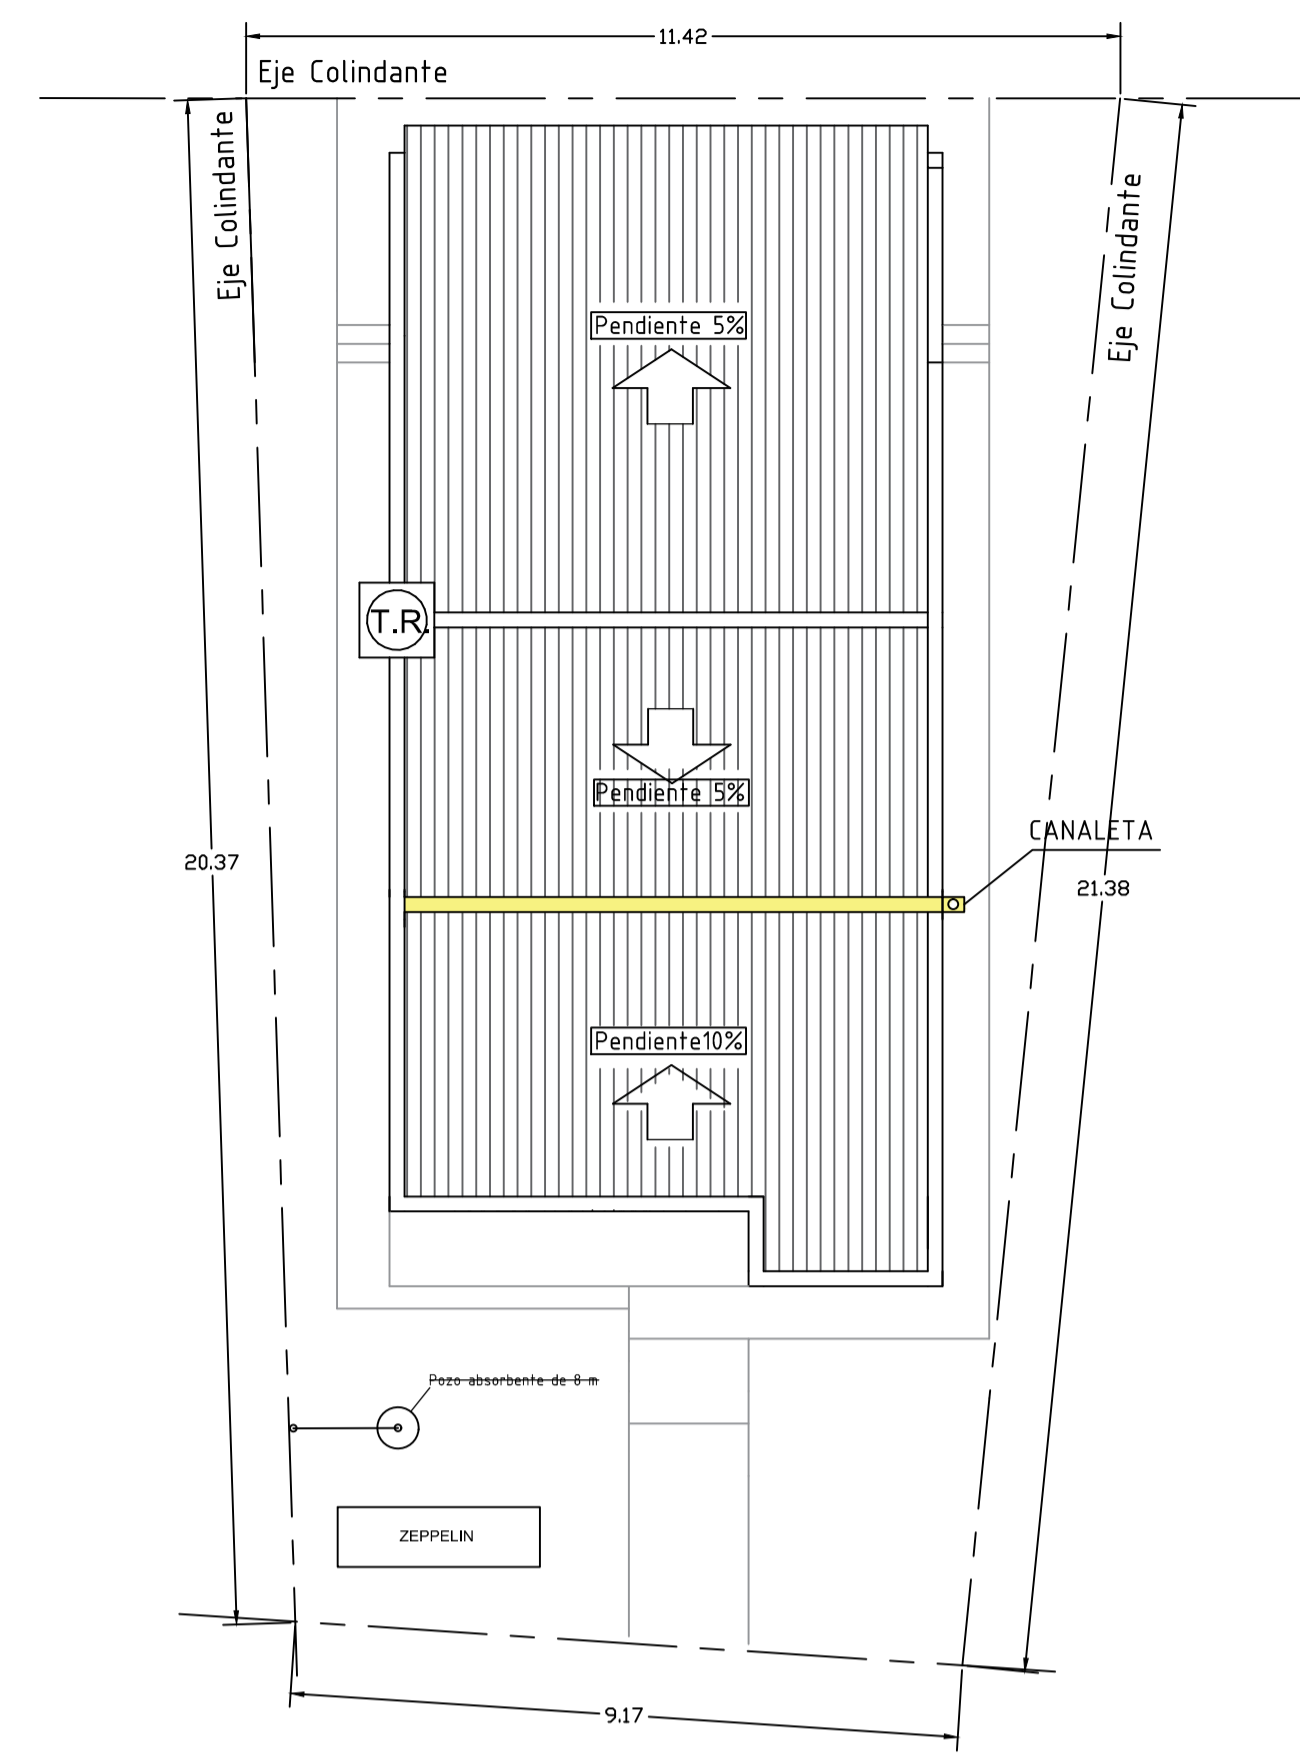 11.42
Eje Colindante
Eje Colindante
Eje Colindante
Pendiente 5%
T.R.
Pendiente 5%
CANALETA
20.37
21.38
Pendiente10%
Pozo absorbente de 8 m
ZEPPELIN
9.17